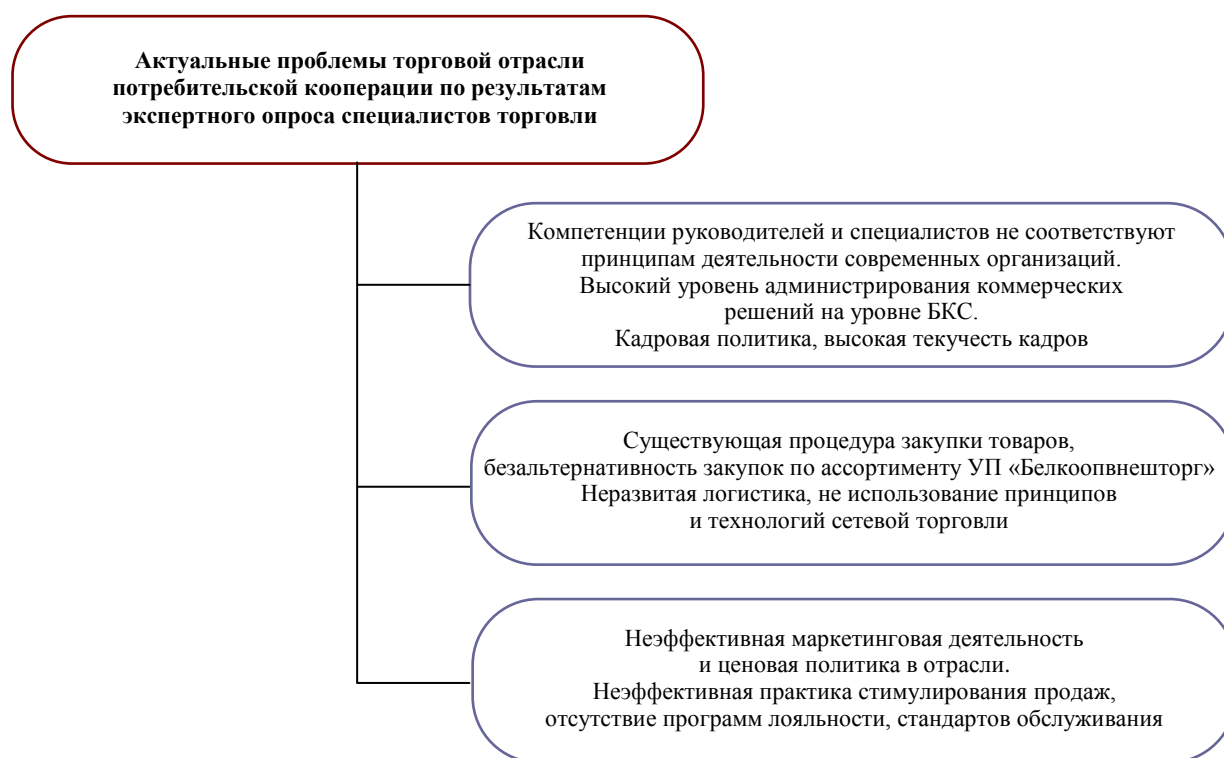 Актуальные проблемы торговой отрасли
потребительской кооперации по результатам
экспертного опроса специалистов торговли
Компетенции руководителей и специалистов не соответствуют
принципам деятельности современных организаций.
Высокий уровень администрирования коммерческих
решений на уровне БКС.
Кадровая политика, высокая текучесть кадров
Существующая процедура закупки товаров,
безальтернативность закупок по ассортименту УП «Белкоопвнешторг»
Неразвитая логистика, не использование принципов
и технологий сетевой торговли
Неэффективная маркетинговая деятельность
и ценовая политика в отрасли.
Неэффективная практика стимулирования продаж,
отсутствие программ лояльности, стандартов обслуживания